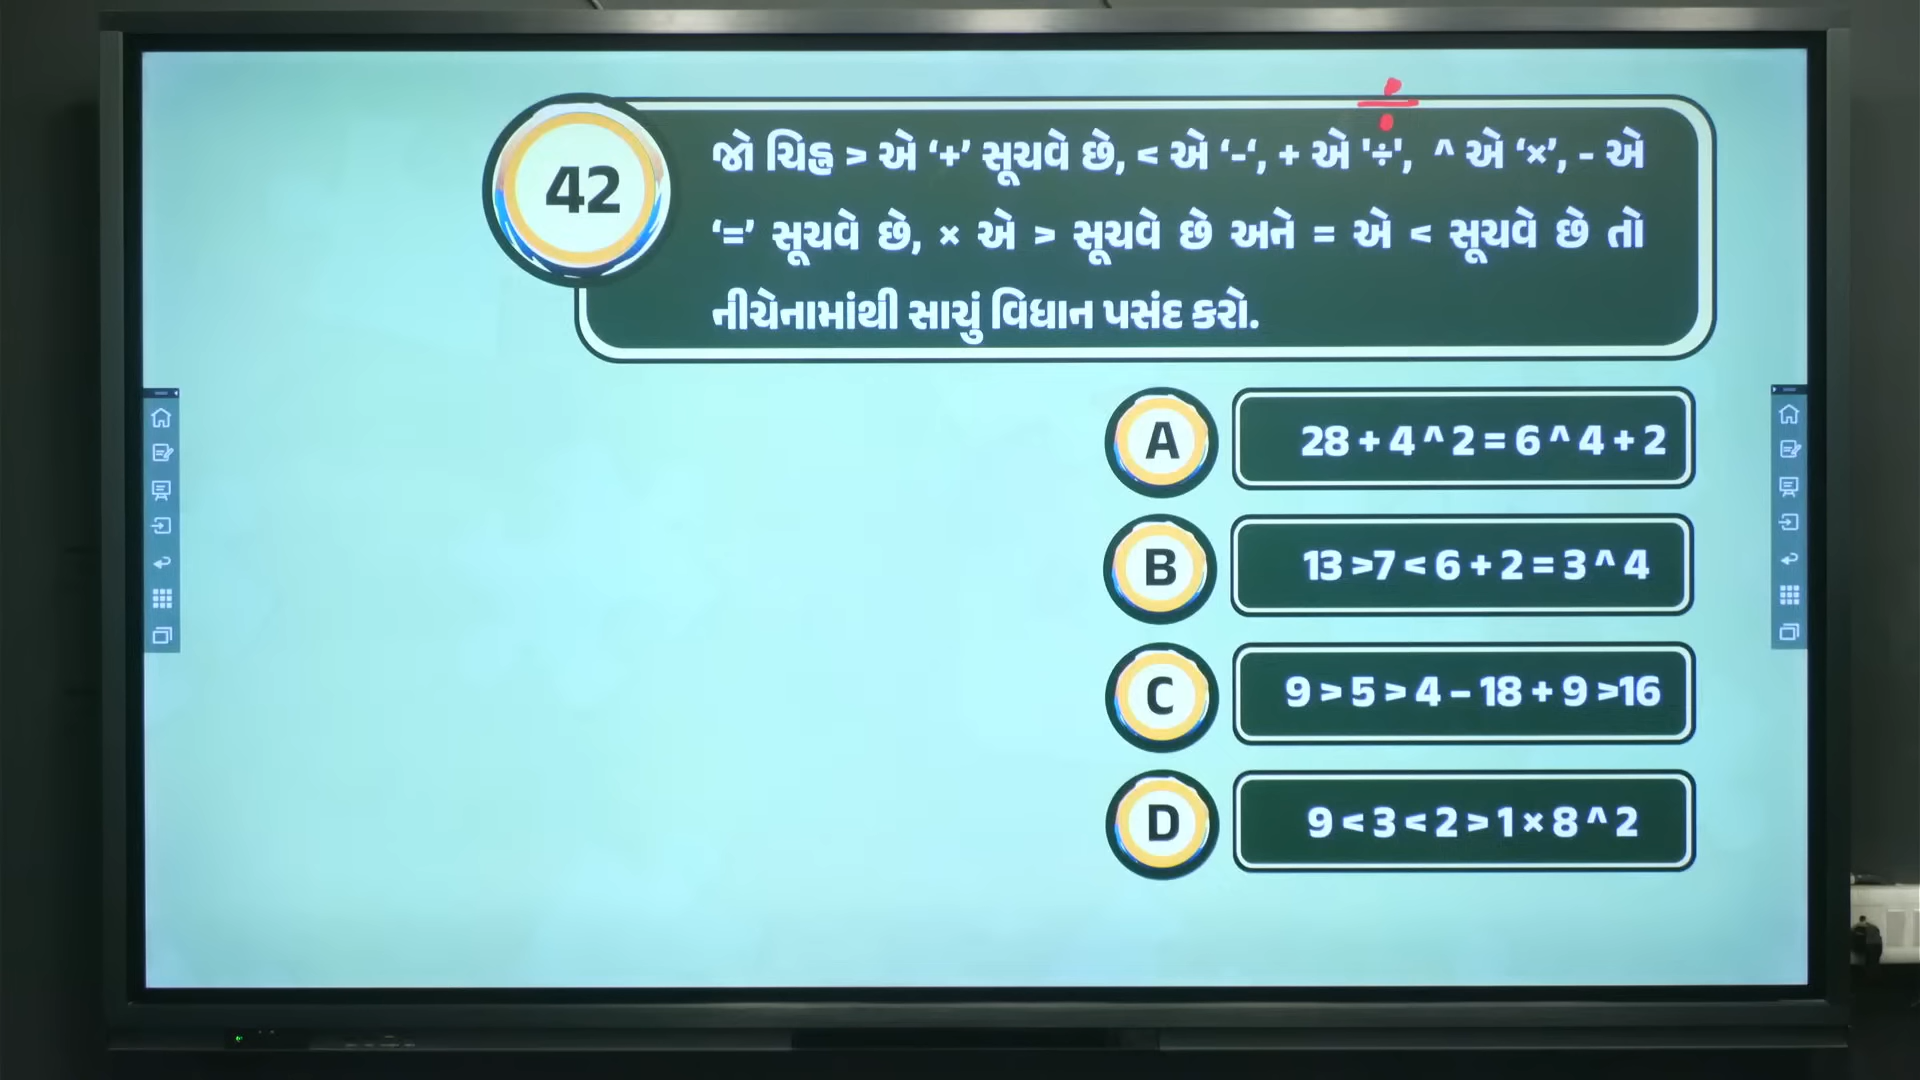 ÷
42
જો ચિહ્ન > એ ‘+’ સૂચવે છે, < એ ‘-‘, + એ '÷', ^ એ ‘×’, - એ
‘=’ સૂચવે છે, × એ > સૂચવે છે અને = એ < સૂચવે છે તો
નીચેનામાંથી સાચું વિધાન પસંદ કરો.
A 28 + 4 ^ 2 = 6 ^ 4 + 2
B 13 >7 < 6 + 2 = 3 ^ 4
C 9 > 5 > 4 – 18 + 9 >16
D 9 < 3 < 2 > 1 × 8 ^ 2